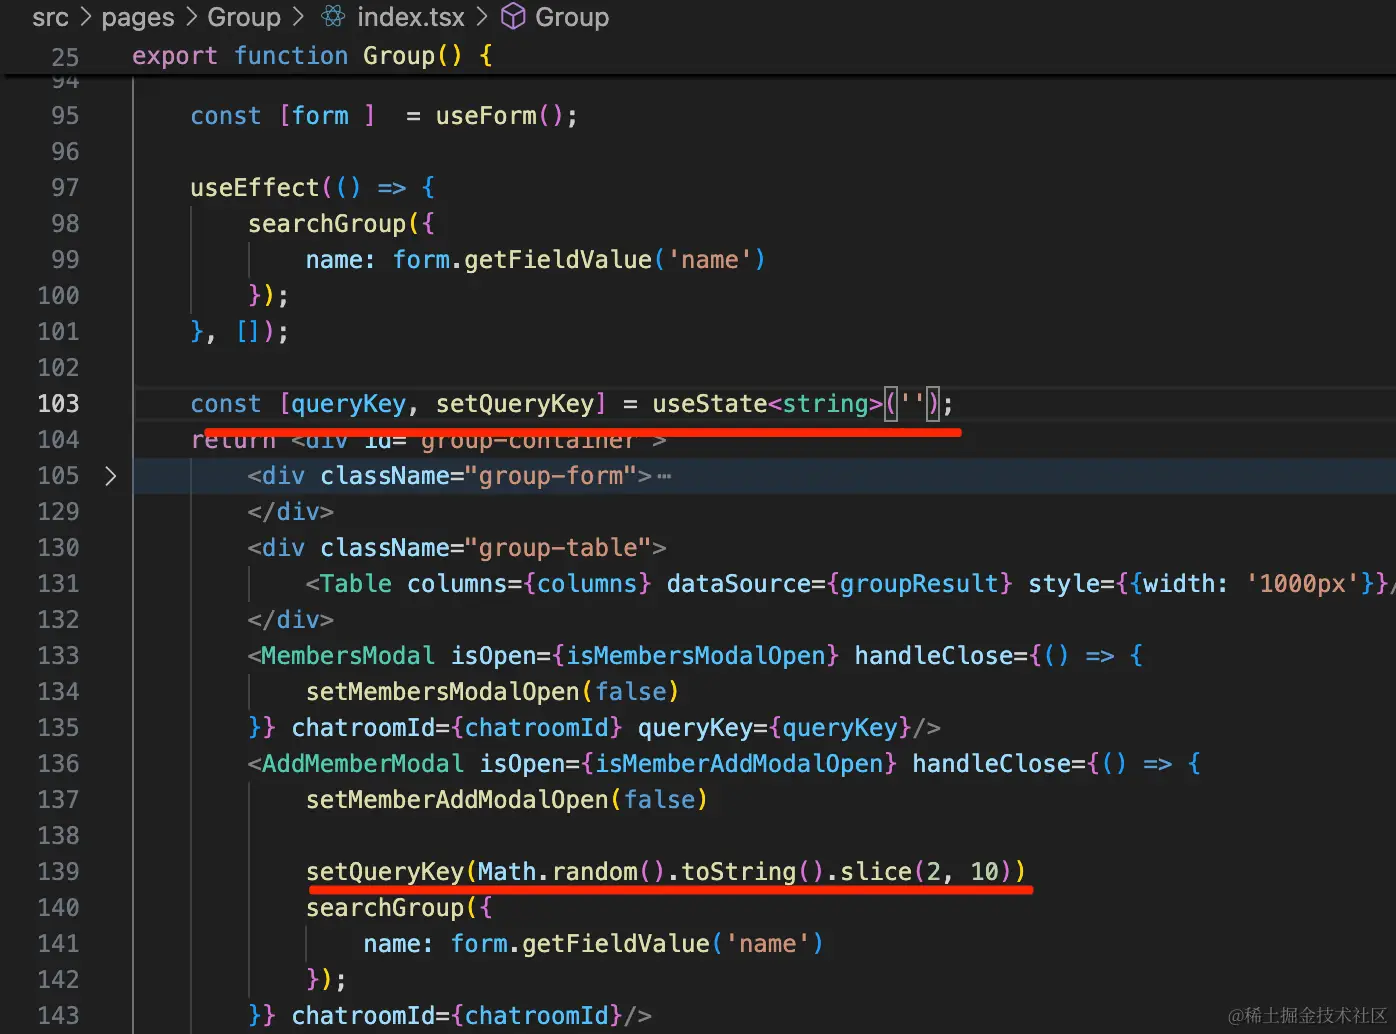 src > pages > Group > index.tsx > Group
25 export function Group() {
94
95 const [form ]  = useForm();
96
97 useEffect(() => {
98 searchGroup({
99 name: form.getFieldValue('name')
100 });
101 }, []);
102
103 const [queryKey, setQueryKey] = useState<string>('');
104 return <div id="group-container">
105 <div className="group-form">⋯
129 </div>
130 <div className="group-table">
131 <Table columns={columns} dataSource={groupResult} style={{width: '1000px'}}/
132 </div>
133 <MembersModal isOpen={isMembersModalOpen} handleClose={() => {
134 setMembersModalOpen(false)
135 }} chatroomId={chatroomId} queryKey={queryKey}/>
136 <AddMemberModal isOpen={isMemberAddModalOpen} handleClose={() => {
137 setMemberAddModalOpen(false)
138
139 setQueryKey(Math.random().toString().slice(2, 10))
140 searchGroup({
141 name: form.getFieldValue('name')
142 });
143 }} chatroomId={chatroomId}/>
@稀土掘金技术社区